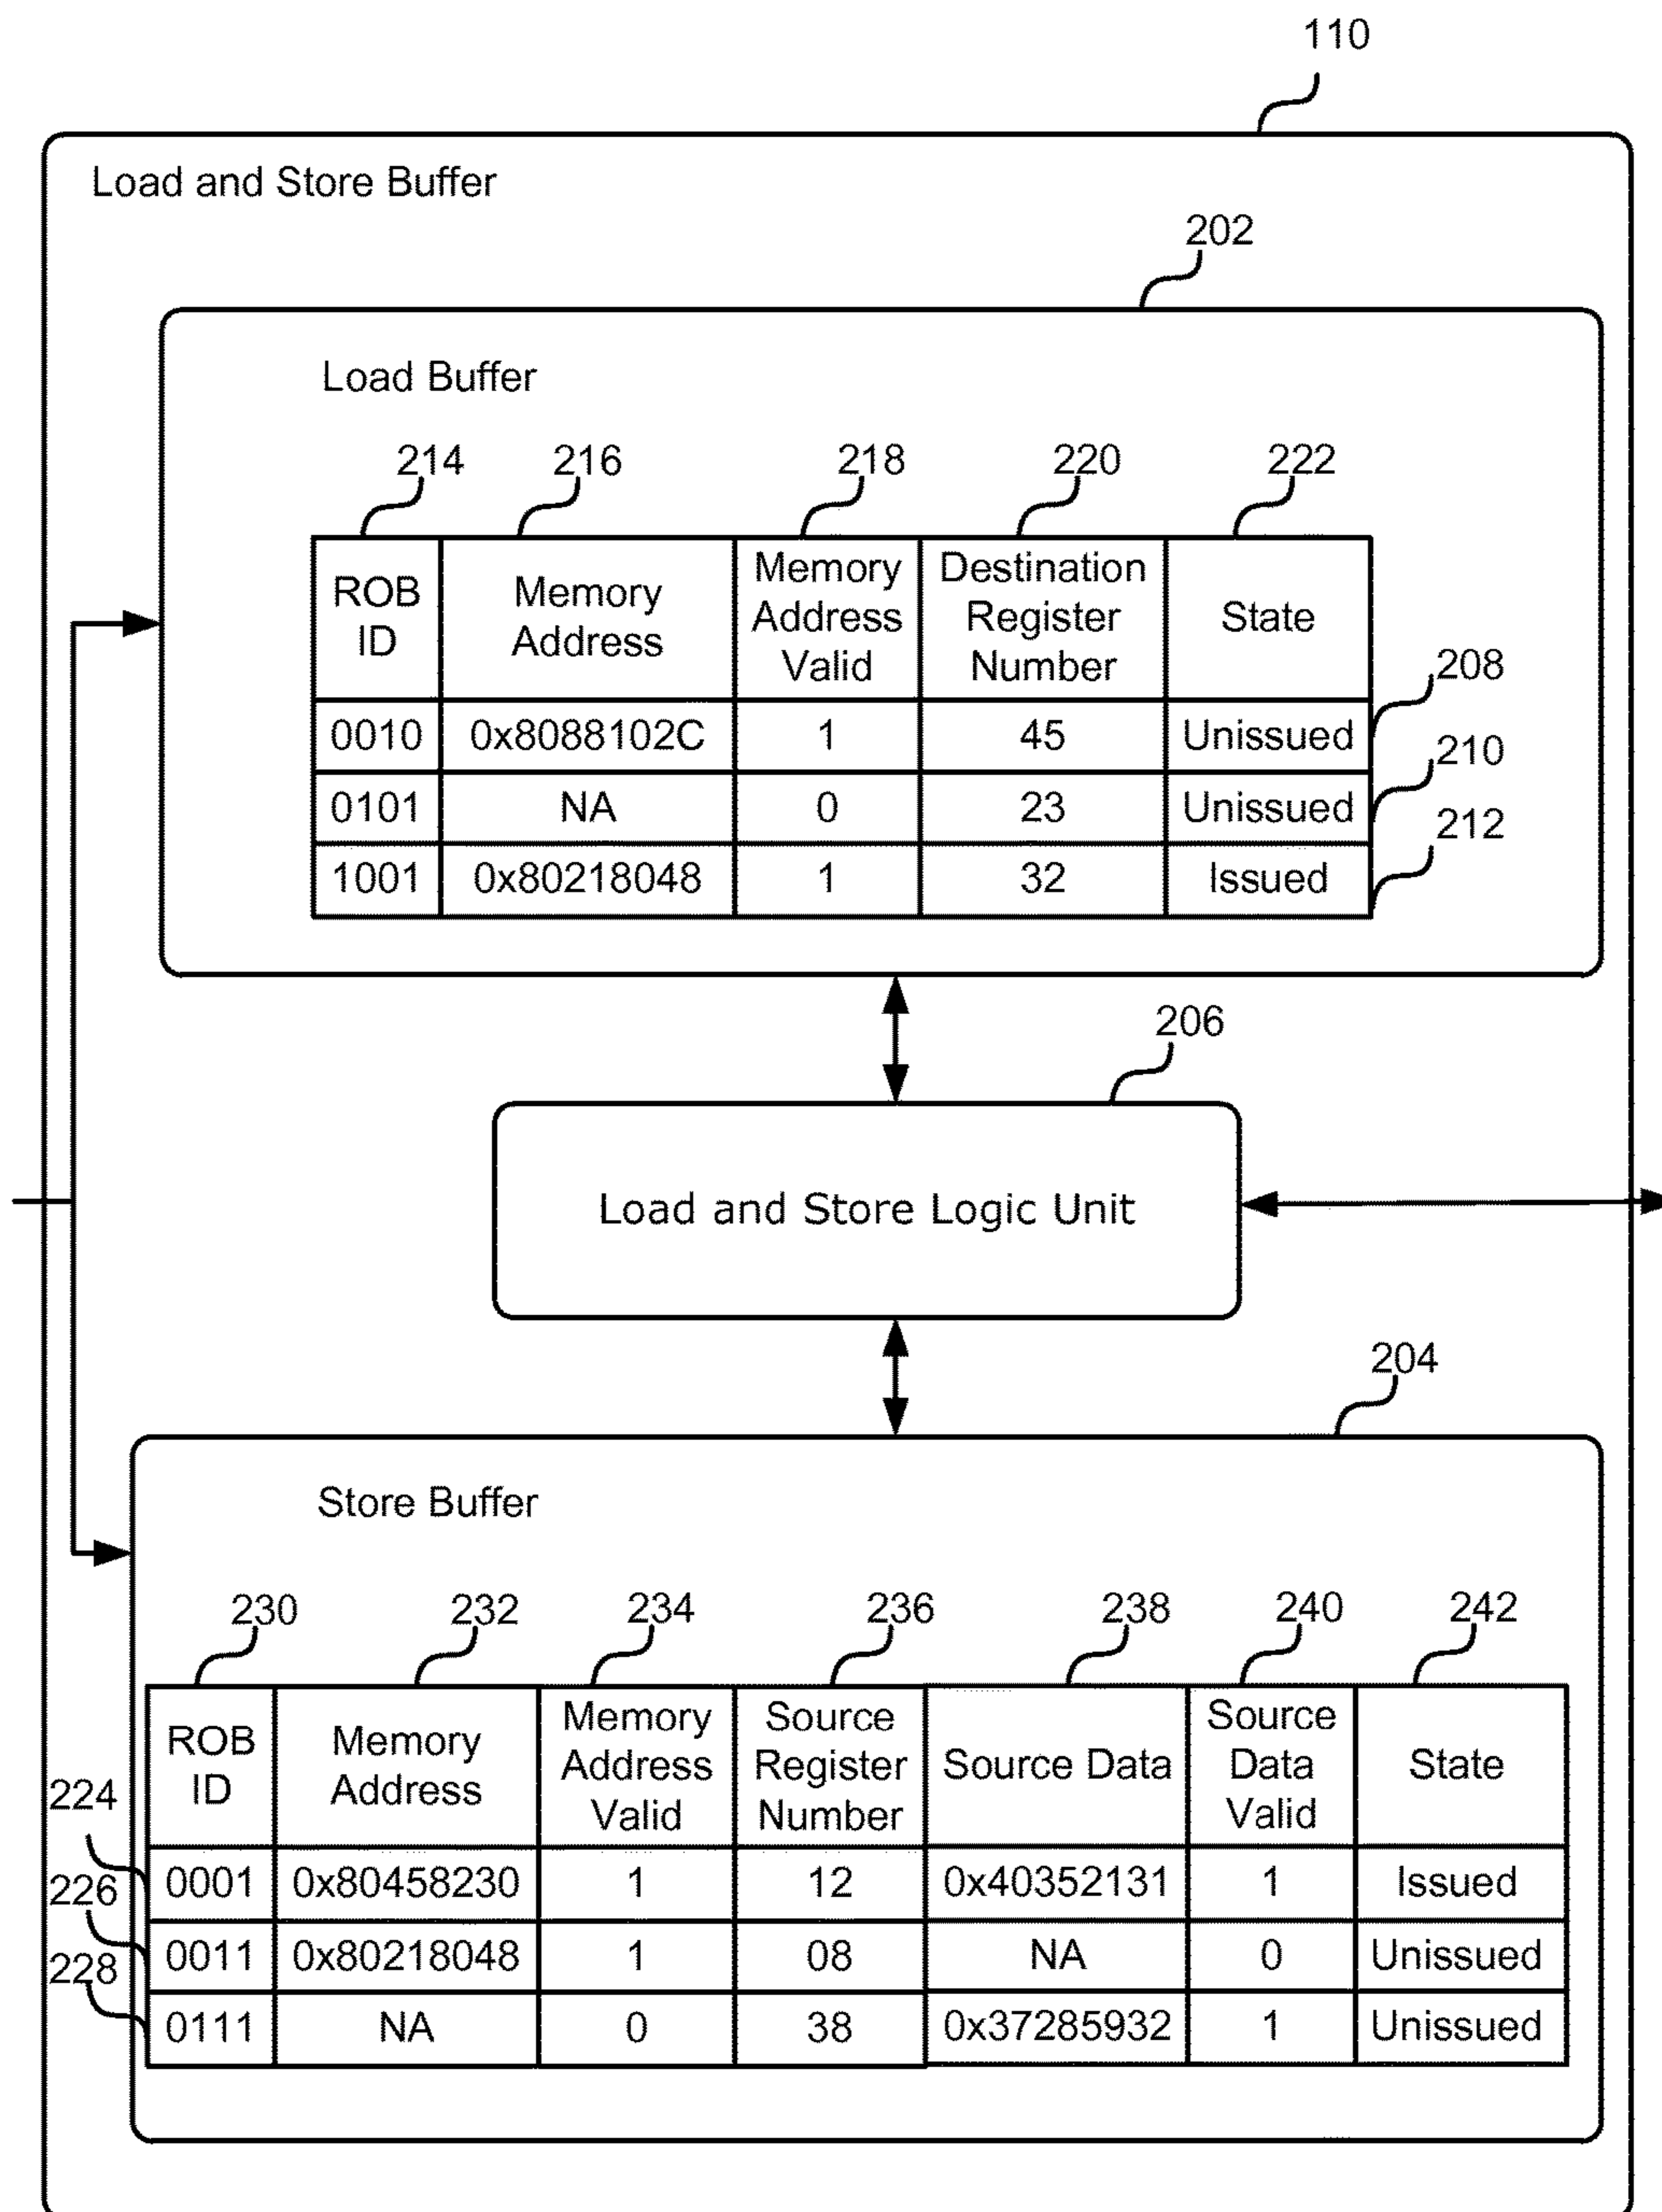 110
Load and Store Buffer
202
Load Buffer
214 216 218 220 222
ROB ID Memory Address Memory Address Valid Destination Register Number State
208
0010 0x8088102C 1 45 Unissued
210
0101 NA 0 23 Unissued
212
1001 0x80218048 1 32 Issued
206
Load and Store Logic Unit
204
Store Buffer
230 232 234 236 238 240 242
ROB ID Memory Address Memory Address Valid Source Register Number Source Data Source Data Valid State
224
0001 0x80458230 1 12 0x40352131 1 Issued
226
0011 0x80218048 1 08 NA 0 Unissued
228
0111 NA 0 38 0x37285932 1 Unissued